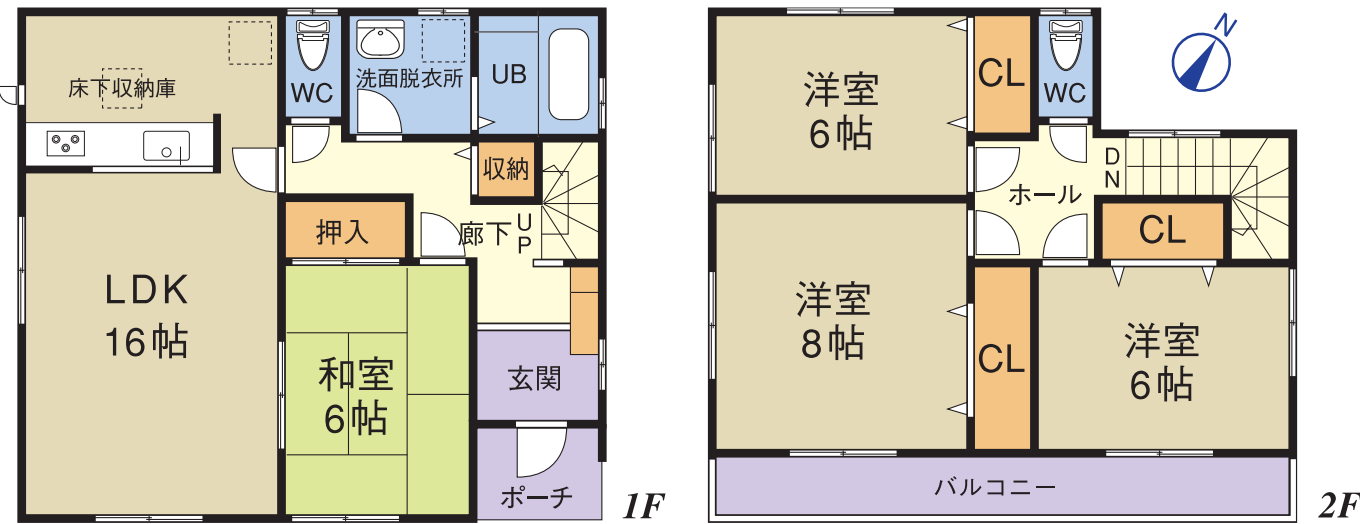 床下収納庫
WC
洗面脱衣所
UB
収納
押入
廊下
UP
LDK
16帖
和室
6帖
玄関
ポーチ
1F
洋室
6帖
CL
WC
N
DN
ホール
CL
洋室
8帖
CL
洋室
6帖
バルコニー
2F